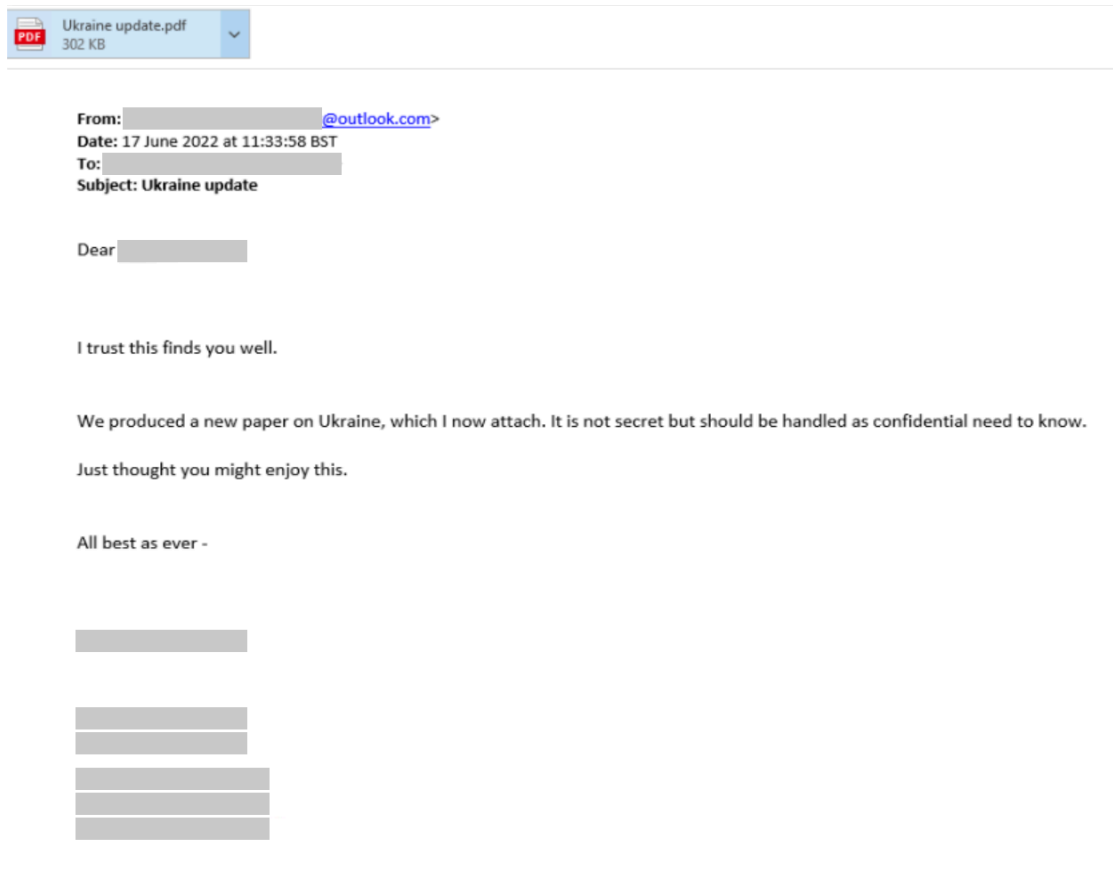 PDF
Ukraine update.pdf
302 KB
From: @outlook.com>
Date: 17 June 2022 at 11:33:58 BST
To:
Subject: Ukraine update
Dear
I trust this finds you well.
We produced a new paper on Ukraine, which I now attach. It is not secret but should be handled as confidential need to know.
Just thought you might enjoy this.
All best as ever -